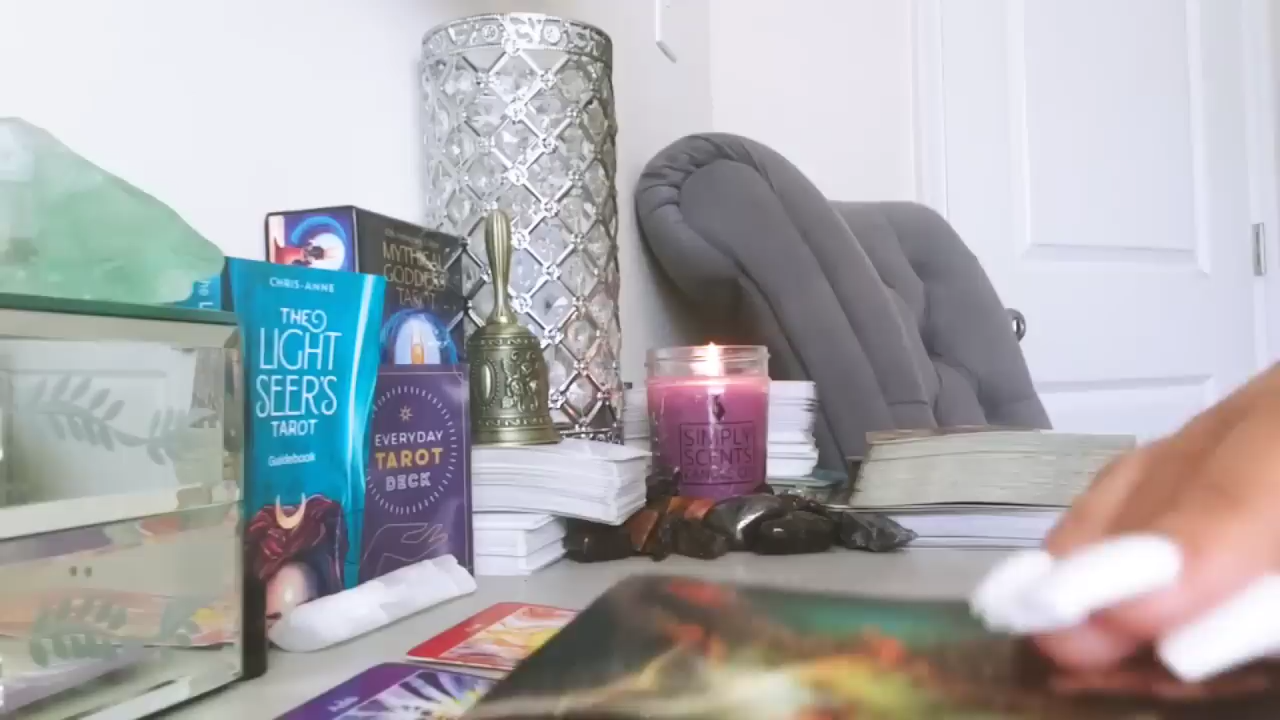 CHRIS-ANNE
THE
LIGHT
SEER'S
TAROT
Guidebook
MYTHICAL
GODDESS
TAROT
EVERYDAY
TAROT
DECK
SIMPLY
SCENTS